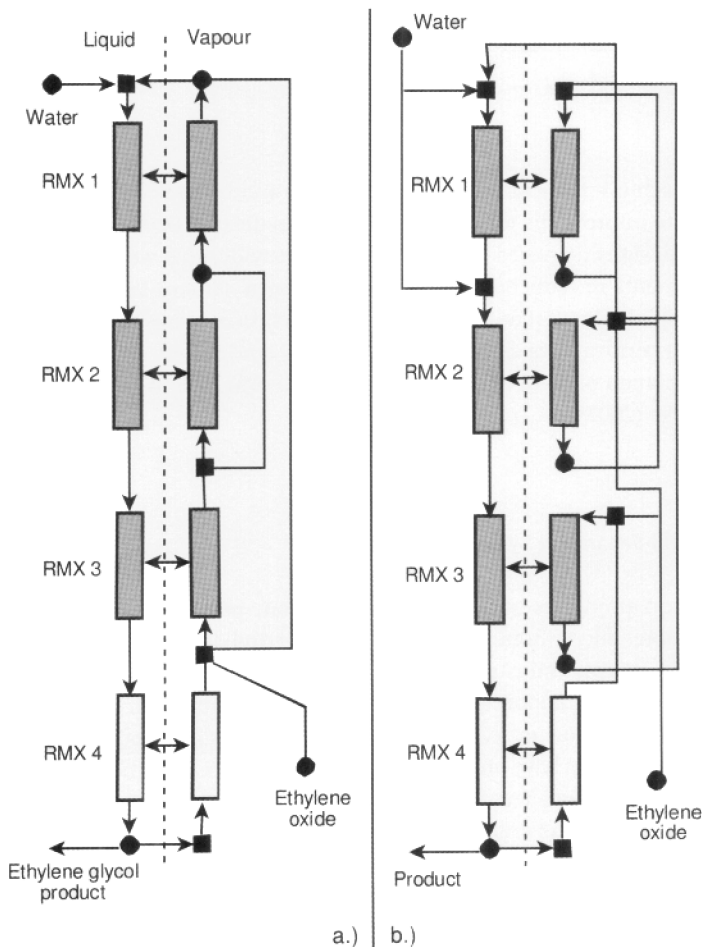 Liquid
Vapour
Water
RMX 1
RMX 2
RMX 3
RMX 4
Ethylene
oxide
Ethylene glycol
product
a.)
Water
RMX 1
RMX 2
RMX 3
RMX 4
Ethylene
oxide
Product
b.)